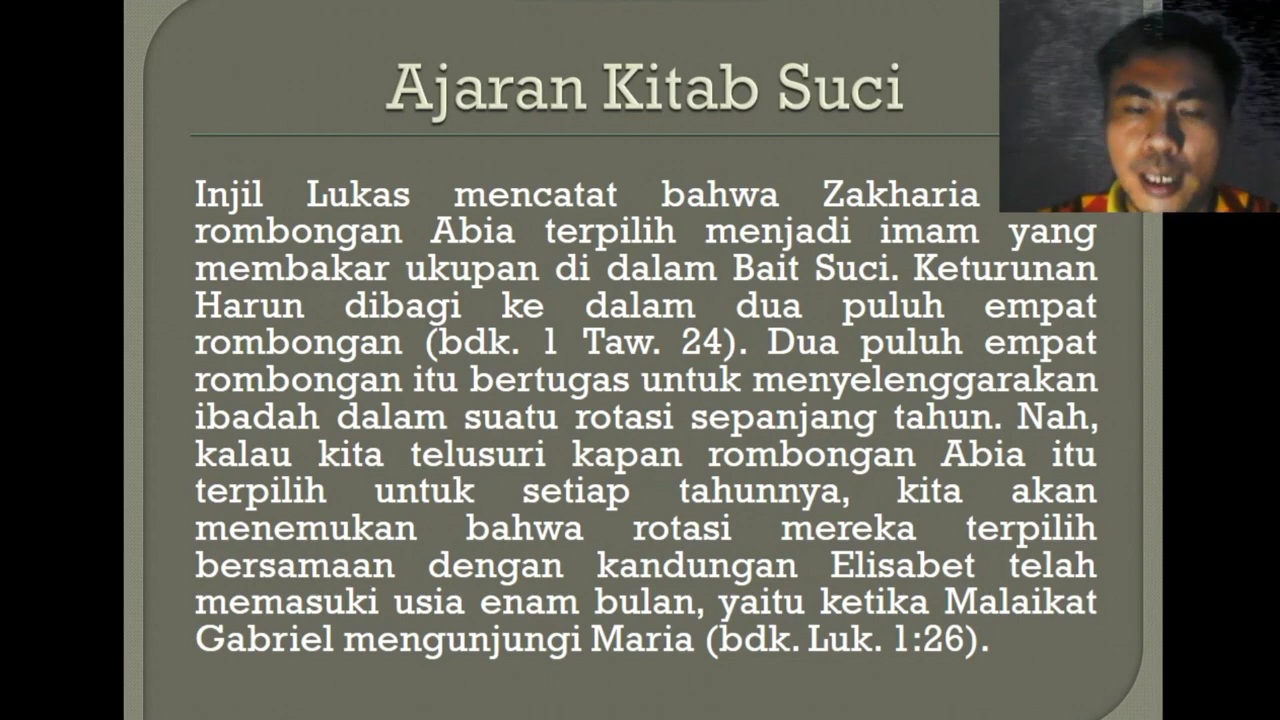 Ajaran Kitab Suci
Injil Lukas mencatat bahwa Zakharia
rombongan Abia terpilih menjadi imam yang
membakar ukupan di dalam Bait Suci. Keturunan
Harun dibagi ke dalam dua puluh empat
rombongan (bdk. 1 Taw. 24). Dua puluh empat
rombongan itu bertugas untuk menyelenggarakan
ibadah dalam suatu rotasi sepanjang tahun. Nah,
kalau kita telusuri kapan rombongan Abia itu
terpilih untuk setiap tahunnya, kita akan
menemukan bahwa rotasi mereka terpilih
bersamaan dengan kandungan Elisabet telah
memasuki usia enam bulan, yaitu ketika Malaikat
Gabriel mengunjungi Maria (bdk. Luk. 1:26).